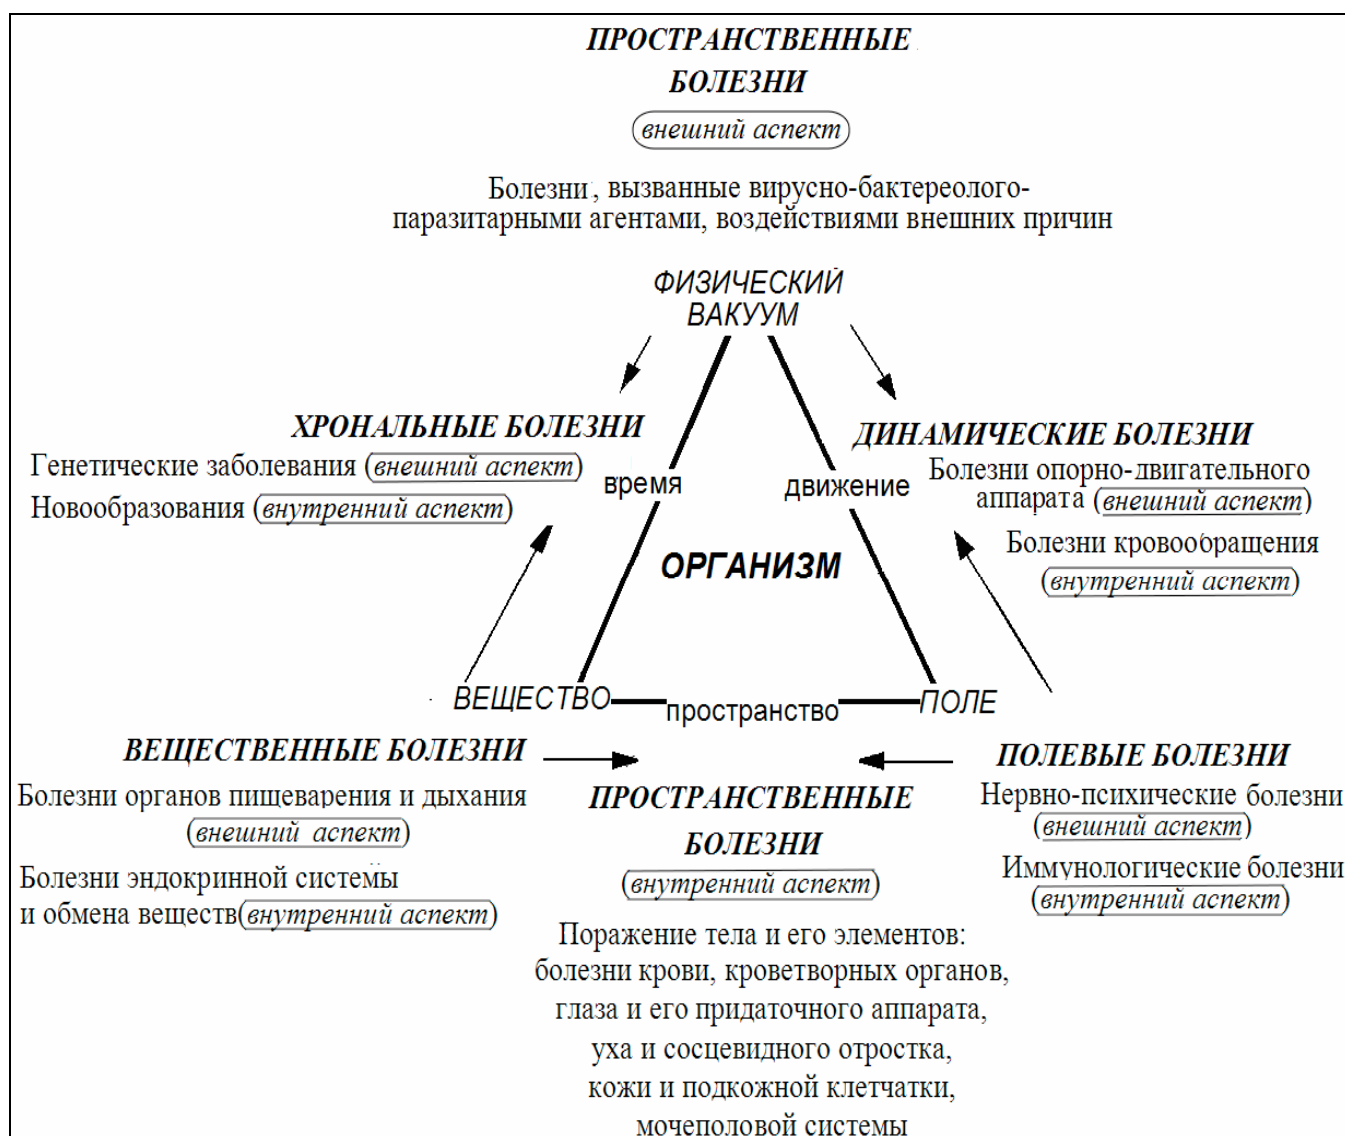 ПРОСТРАНСТВЕННЫЕ
БОЛЕЗНИ
внешний аспект
Болезни, вызванные вирусно-бактереолого-
паразитарными агентами, воздействиями внешних причин
ФИЗИЧЕСКИЙ
ВАКУУМ
ХРОНАЛЬНЫЕ БОЛЕЗНИ
Генетические заболевания (внешний аспект)
Новообразования (внутренний аспект)
время
движение
ДИНАМИЧЕСКИЕ БОЛЕЗНИ
Болезни опорно-двигательного
аппарата (внешний аспект)
Болезни кровообращения
(внутренний аспект)
ОРГАНИЗМ
ВЕЩЕСТВО
пространство
ПОЛЕ
ВЕЩЕСТВЕННЫЕ БОЛЕЗНИ
Болезни органов пищеварения и дыхания
(внешний аспект)
Болезни эндокринной системы
и обмена веществ(внутренний аспект)
ПРОСТРАНСТВЕННЫЕ
БОЛЕЗНИ
(внутренний аспект)
Поражение тела и его элементов:
болезни крови, кроветворных органов,
глаза и его придаточного аппарата,
уха и сосцевидного отростка,
кожи и подкожной клетчатки,
мочеполовой системы
ПОЛЕВЫЕ БОЛЕЗНИ
Нервно-психические болезни
(внешний аспект)
Иммунологические болезни
(внутренний аспект)